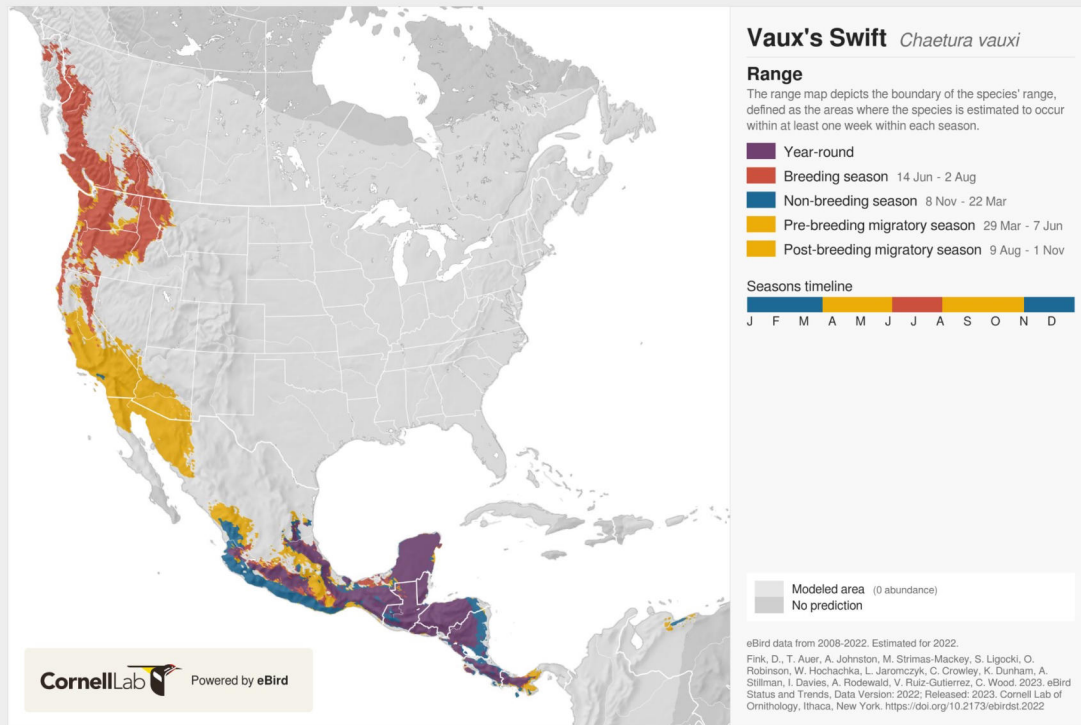 Vaux's Swift Chaetura vauxi
Range
The range map depicts the boundary of the species' range,
defined as the areas where the species is estimated to occur
within at least one week within each season.
Year-round
Breeding season 14 Jun - 2 Aug
Non-breeding season 8 Nov - 22 Mar
Pre-breeding migratory season 29 Mar - 7 Jun
Post-breeding migratory season 9 Aug - 1 Nov
Seasons timeline
J F M A M J J A S O N D
Modeled area (0 abundance)
No prediction
eBird data from 2008-2022. Estimated for 2022.
Fink, D., T. Auer, A. Johnston, M. Strimas-Mackey, S. Ligocki, O.
Robinson, W. Hochachka, L. Jaromczyk, C. Crowley, K. Dunham, A.
Stillman, I. Davies, A. Rodewald, V. Ruiz-Gutierrez, C. Wood. 2023. eBird
Status and Trends, Data Version: 2022; Released: 2023. Cornell Lab of
Ornithology, Ithaca, New York. https://doi.org/10.2173/ebirdst.2022
CornellLab Powered by eBird